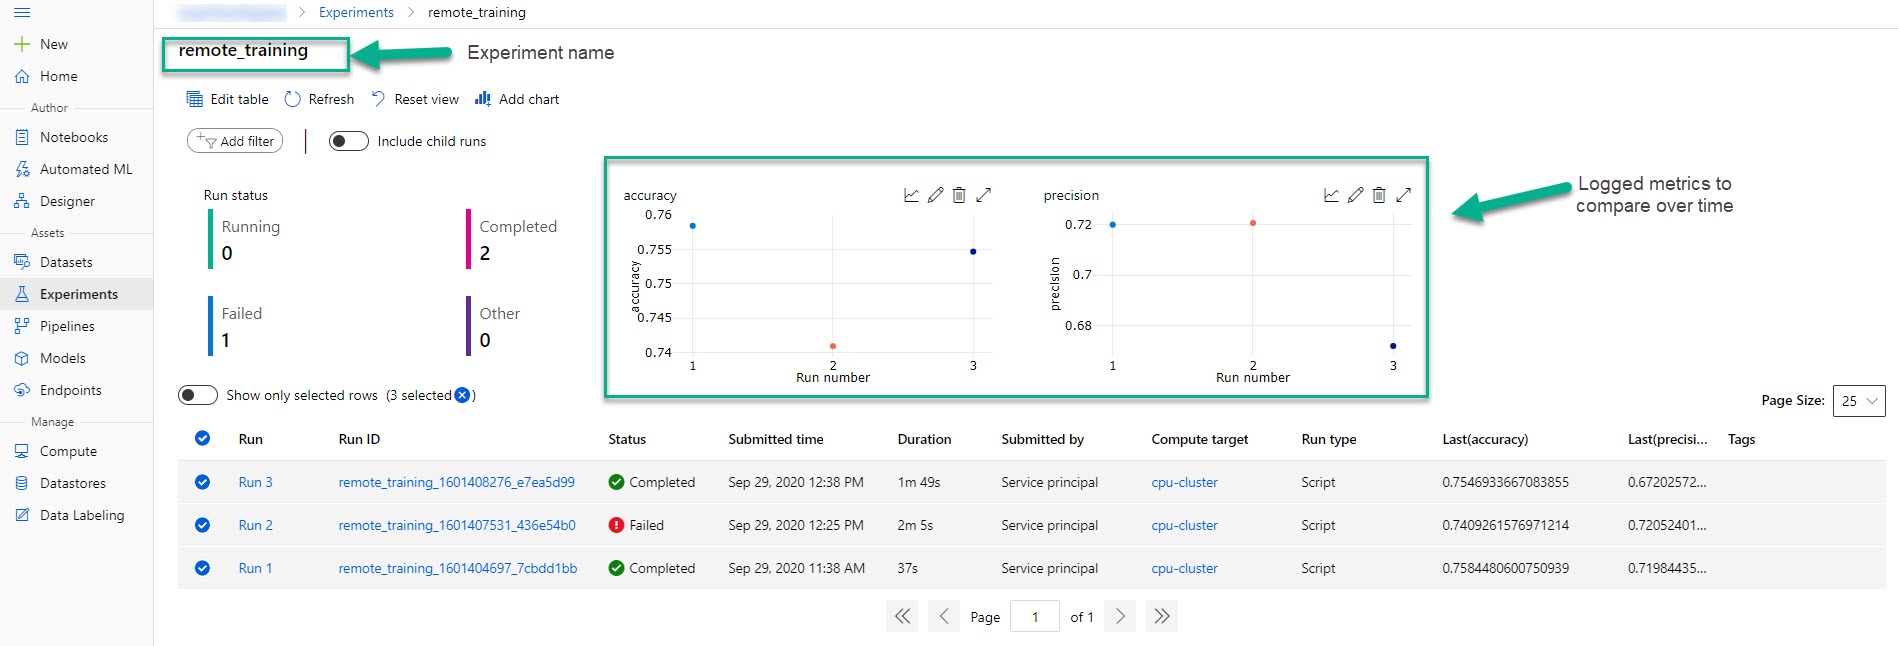 Experiments > remote_training
New
Home
Author
Notebooks
Automated ML
Designer
Assets
Datasets
Experiments
Pipelines
Models
Endpoints
Manage
Compute
Datastores
Data Labeling
remote_training
Experiment name
Edit table Refresh Reset view Add chart
Add filter Include child runs
Run status
Running
0
Completed
2
Failed
1
Other
0
accuracy
0.76
0.755
0.75
0.745
0.74
accuracy
1 2 3
Run number
precision
0.72
0.7
0.68
precision
1 2 3
Run number
Logged metrics to
compare over time
Show only selected rows (3 selected )
Page Size: 25
Run Run ID Status Submitted time Duration Submitted by Compute target Run type Last(accuracy) Last(precisi... Tags
Run 3 remote_training_1601408276_e7ea5d99 Completed Sep 29, 2020 12:38 PM 1m 49s Service principal cpu-cluster Script 0.7546933667083855 0.67202572...
Run 2 remote_training_1601407531_436e54b0 Failed Sep 29, 2020 12:25 PM 2m 5s Service principal cpu-cluster Script 0.7409261576971214 0.72052401...
Run 1 remote_training_1601404697_7cbdd1bb Completed Sep 29, 2020 11:38 AM 37s Service principal cpu-cluster Script 0.7584480600750939 0.71984435...
Page 1 of 1